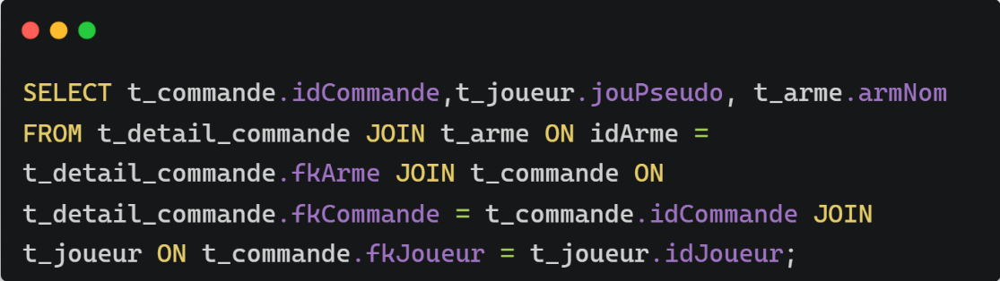 SELECT t_commande.idCommande,t_joueur.jouPseudo, t_arme.armNom
FROM t_detail_commande JOIN t_arme ON idArme =
t_detail_commande.fkArme JOIN t_commande ON
t_detail_commande.fkCommande = t_commande.idCommande JOIN
t_joueur ON t_commande.fkJoueur = t_joueur.idJoueur;